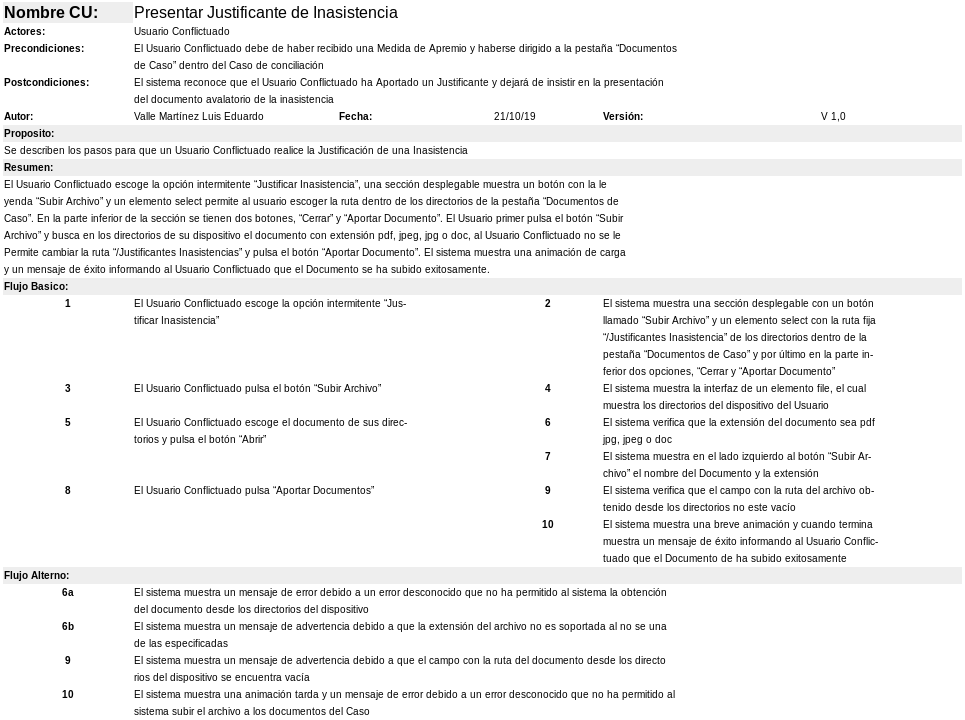 Nombre CU: Presentar Justificante de Inasistencia
Actores: Usuario Conflictuado
Precondiciones: El Usuario Conflictuado debe de haber recibido una Medida de Apremio y haberse dirigido a la pestaña “Documentos
de Caso” dentro del Caso de conciliación
Postcondiciones: El sistema reconoce que el Usuario Conflictuado ha Aportado un Justificante y dejará de insistir en la presentación
del documento avalatorio de la inasistencia
Autor: Valle Martínez Luis Eduardo Fecha: 21/10/19 Versión: V 1,0
Proposito:
Se describen los pasos para que un Usuario Conflictuado realice la Justificación de una Inasistencia
Resumen:
El Usuario Conflictuado escoge la opción intermitente “Justificar Inasistencia”, una sección desplegable muestra un botón con la le
yenda “Subir Archivo” y un elemento select permite al usuario escoger la ruta dentro de los directorios de la pestaña “Documentos de
Caso”. En la parte inferior de la sección se tienen dos botones, “Cerrar” y “Aportar Documento”. El Usuario primer pulsa el botón “Subir
Archivo” y busca en los directorios de su dispositivo el documento con extensión pdf, jpeg, jpg o doc, al Usuario Conflictuado no se le
Permite cambiar la ruta “/Justificantes Inasistencias” y pulsa el botón “Aportar Documento”. El sistema muestra una animación de carga
y un mensaje de éxito informando al Usuario Conflictuado que el Documento se ha subido exitosamente.
Flujo Basico:
1 El Usuario Conflictuado escoge la opción intermitente “Jus-
tificar Inasistencia”
2 El sistema muestra una sección desplegable con un botón
llamado “Subir Archivo” y un elemento select con la ruta fija
“/Justificantes Inasistencia” de los directorios dentro de la
pestaña “Documentos de Caso” y por último en la parte in-
ferior dos opciones, “Cerrar y “Aportar Documento”
3 El Usuario Conflictuado pulsa el botón “Subir Archivo”
4 El sistema muestra la interfaz de un elemento file, el cual
muestra los directorios del dispositivo del Usuario
5 El Usuario Conflictuado escoge el documento de sus direc-
torios y pulsa el botón “Abrir”
6 El sistema verifica que la extensión del documento sea pdf
jpg, jpeg o doc
7 El sistema muestra en el lado izquierdo al botón “Subir Ar-
chivo” el nombre del Documento y la extensión
8 El Usuario Conflictuado pulsa “Aportar Documentos”
9 El sistema verifica que el campo con la ruta del archivo ob-
tenido desde los directorios no este vacío
10 El sistema muestra una breve animación y cuando termina
muestra un mensaje de éxito informando al Usuario Conflic-
tuado que el Documento de ha subido exitosamente
Flujo Alterno:
6a El sistema muestra un mensaje de error debido a un error desconocido que no ha permitido al sistema la obtención
del documento desde los directorios del dispositivo
6b El sistema muestra un mensaje de advertencia debido a que la extensión del archivo no es soportada al no se una
de las especificadas
9 El sistema muestra un mensaje de advertencia debido a que el campo con la ruta del documento desde los directo
rios del dispositivo se encuentra vacía
10 El sistema muestra una animación tarda y un mensaje de error debido a un error desconocido que no ha permitido al
sistema subir el archivo a los documentos del Caso